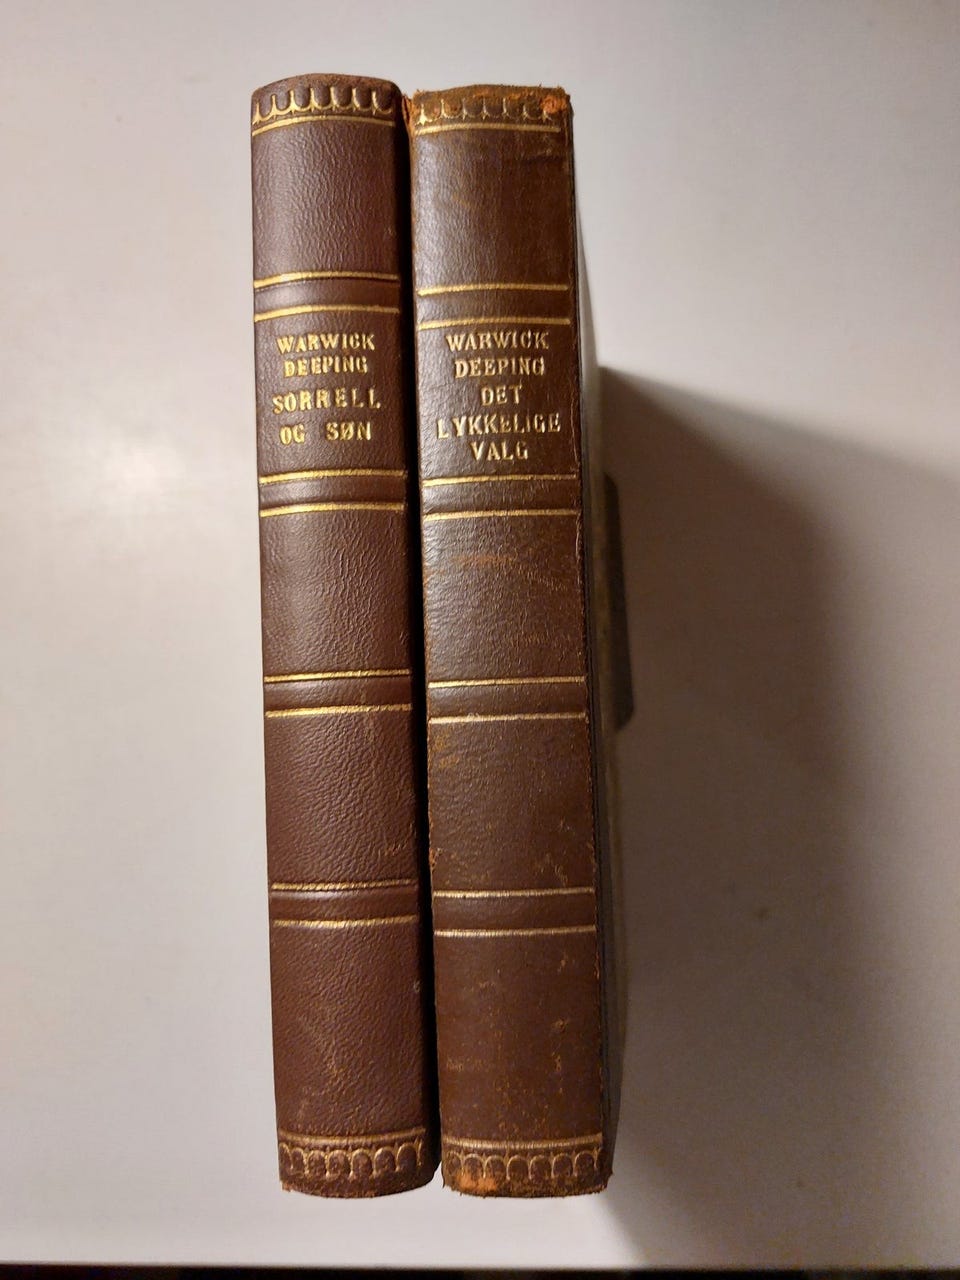 WARWICK
DEEPING
SORRELL
OG SØN
WARWICK
DEEPING
DET
LYKKELIGE
VALG